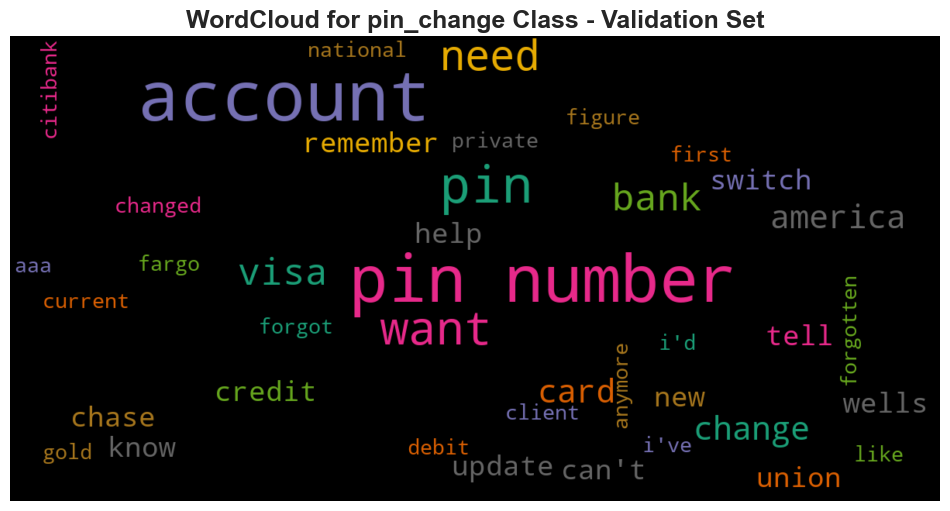 WordCloud for pin_change Class - Validation Set
national
need
citibank
account
figure
remember
private
first
switch
pin
bank
changed
america
help
aaa
fargo
visa
pin number
current
forgot
want
i'd
tell
forgotten
anymore
credit
card
new
wells
chase
client
change
gold
know
debit
i've
like
update
can't
union